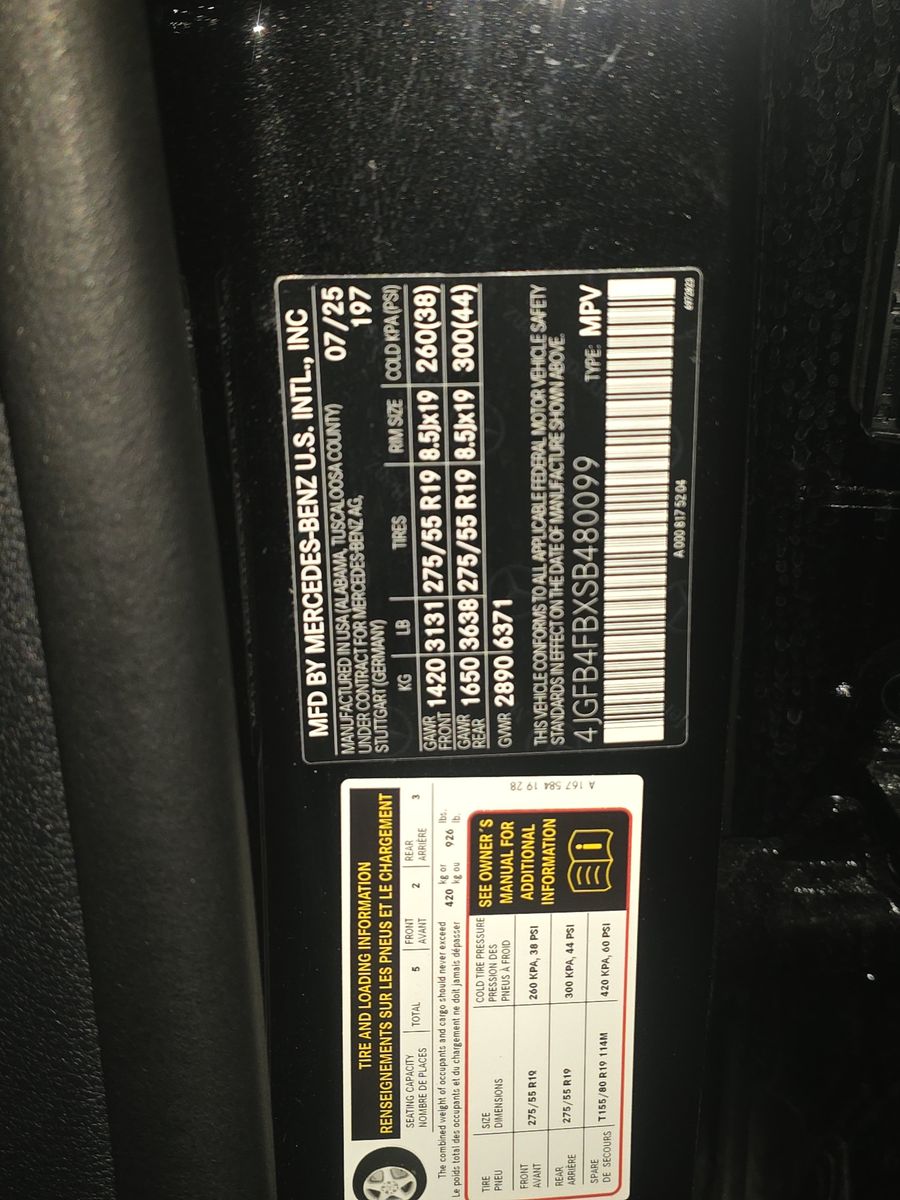 MFD BY MERCEDES-BENZ U.S. INTL., INC
MANUFACTURED IN USA (ALABAMA, TUSCALOOSA COUNTY) 07/25
UNDER CONTRACT FOR MERCEDES-BENZ AG, 197
STUTTGART (GERMANY)
KG LB TIRES RIM SIZE COLD KPA(PSI)
GAWR
FRONT 1420 3131 275/55 R19 8.5Jx19 260(38)
GAWR
REAR 1650 3638 275/55 R19 8.5Jx19 300(44)
GVWR 2890 6371
THIS VEHICLE CONFORMS TO ALL APPLICABLE FEDERAL MOTOR VEHICLE SAFETY
STANDARDS IN EFFECT ON THE DATE OF MANUFACTURE SHOWN ABOVE.
4JGFB4FBXSB480099 TYPE: MPV
A 000 817 52 04
TIRE AND LOADING INFORMATION
RENSEIGNEMENTS SUR LES PNEUS ET LE CHARGEMENT
SEATING CAPACITY
NOMBRE DE PLACES
TOTAL 5
FRONT
AVANT 2
REAR
ARRIÈRE 3
The combined weight of occupants and cargo should never exceed 420 kg or 926 lbs.
Le poids total des occupants et du chargement ne doit jamais dépasser kg ou lb.
TIRE
PNEU
SIZE
DIMENSIONS
COLD TIRE PRESSURE
PRESSION DES
PNEUS À FROID
FRONT
AVANT
275/55 R19 260 KPA, 38 PSI
REAR
ARRIÈRE
275/55 R19 300 KPA, 44 PSI
SPARE
DE SECOURS
T155/80 R19 114M 420 KPA, 60 PSI
SEE OWNER'S
MANUAL FOR
ADDITIONAL
INFORMATION
A 167 584 19 28